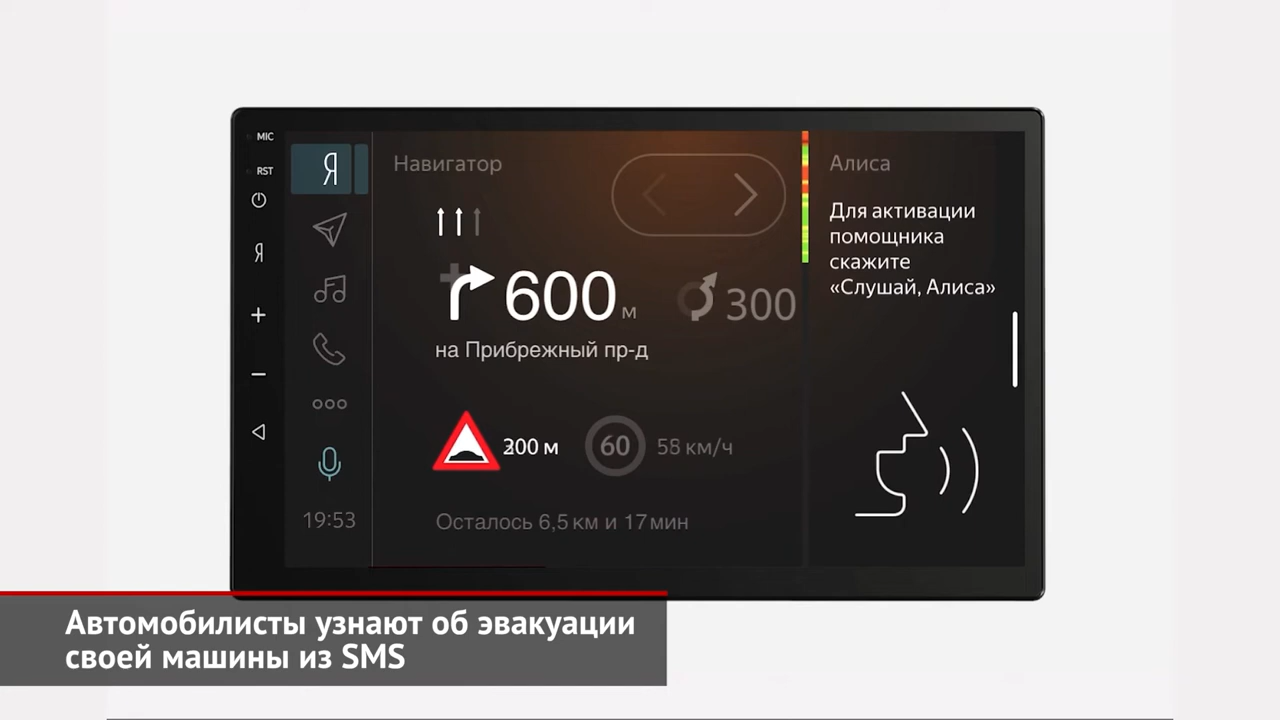 MIC
RST
Я
Я
19:53
Навигатор
600 м
300
на Прибрежный пр-д
200 м
60
58 км/ч
Осталось 6,5 км и 17 мин
Алиса
Для активации
помощника
скажите
«Слушай, Алиса»
Автомобилисты узнают об эвакуации
своей машины из SMS